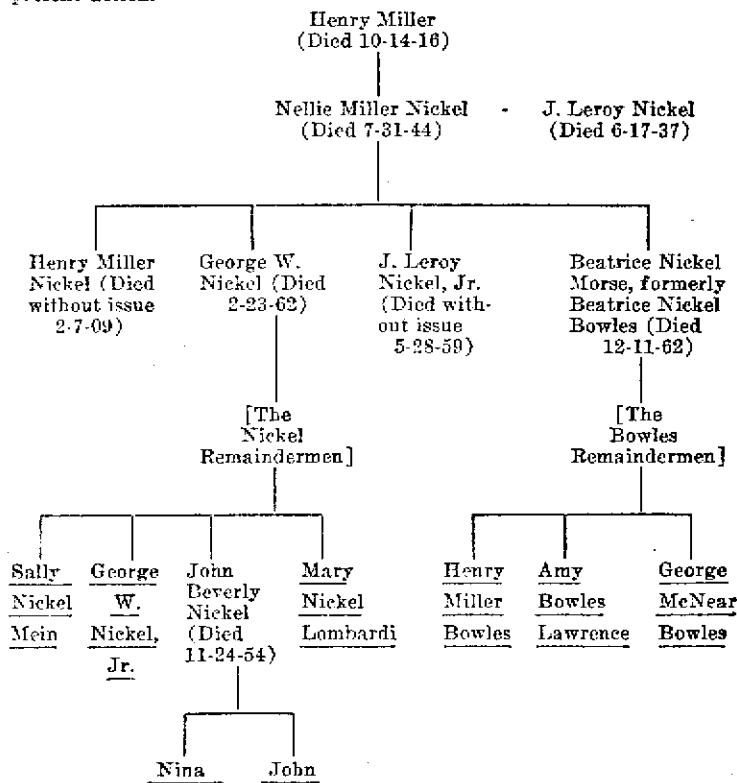 Henry Miller
(Died 10-14-16)
Nellie Miller Nickel - J. Leroy Nickel
(Died 7-31-44) (Died 6-17-37)
Henry Miller
Nickel (Died
without issue
2-7-09)
George W.
Nickel (Died
2-23-62)
J. Leroy
Nickel, Jr.
(Died with-
out issue
5-28-59)
Beatrice Nickel
Morse, formerly
Beatrice Nickel
Bowles (Died
12-11-62)
[The
Nickel
Remaindermen]
[The
Bowles
Remaindermen]
Sally
Nickel
Mein
George
W.
Nickel,
Jr.
John
Beverly
Nickel
(Died
11-24-54)
Mary
Nickel
Lombardi
Henry
Miller
Bowles
Amy
Bowles
Lawrence
George
McNear
Bowles
Nina
John